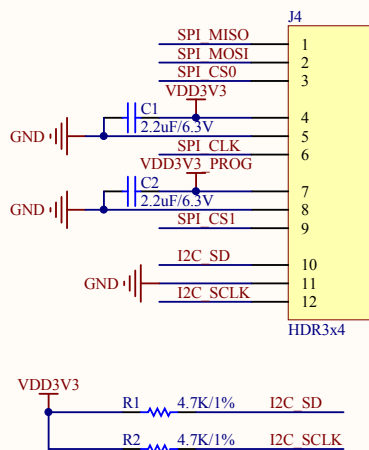 J4
SPI_MISO 1
SPI_MOSI 2
SPI_CS0 3
VDD3V3
C1 4
GND 2.2uF/6.3V 5
SPI_CLK 6
VDD3V3_PROG
C2 7
GND 2.2uF/6.3V 8
SPI_CS1 9
I2C_SD 10
GND 11
I2C_SCLK 12
HDR3x4
VDD3V3
R1 4.7K/1% I2C_SD
R2 4.7K/1% I2C_SCLK